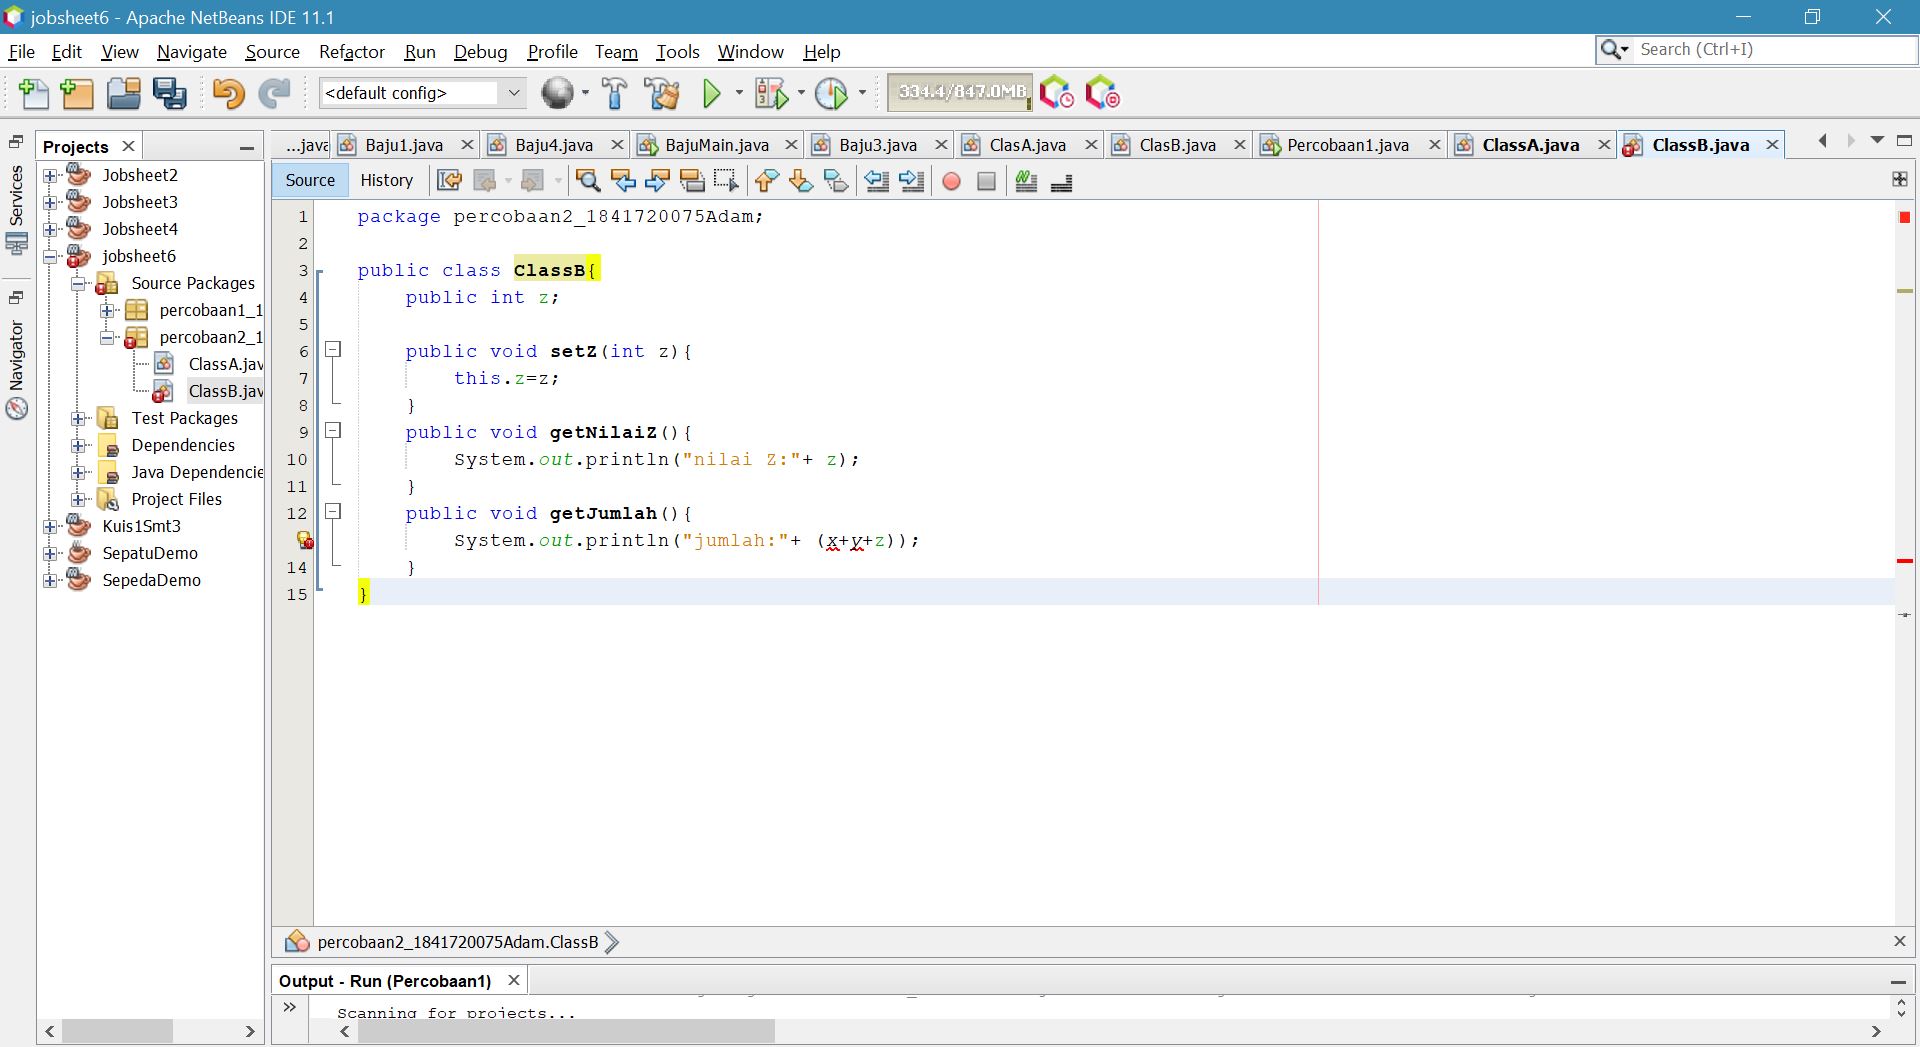 jobsheet6 - Apache NetBeans IDE 11.1
File Edit View Navigate Source Refactor Run Debug Profile Team Tools Window Help
Search (Ctrl+I)
<default config>
334.4/847.0MB
Services
Navigator
Projects
Jobsheet2
Jobsheet3
Jobsheet4
jobsheet6
Source Packages
percobaan1_1
percobaan2_1
ClassA.jav
ClassB.jav
Test Packages
Dependencies
Java Dependencie
Project Files
Kuis1Smt3
SepatuDemo
SepedaDemo
...java Baju1.java Baju4.java BajuMain.java Baju3.java ClasA.java ClasB.java Percobaan1.java ClassA.java ClassB.java
Source History
1 package percobaan2_1841720075Adam;
2
3 public class ClassB{
4 public int z;
5
6 public void setZ(int z){
7 this.z=z;
8 }
9 public void getNilaiZ(){
10 System.out.println("nilai Z:"+ z);
11 }
12 public void getJumlah(){
System.out.println("jumlah:"+ (x+y+z));
14 }
15 }
percobaan2_1841720075Adam.ClassB
Output - Run (Percobaan1)
Scanning for projects...